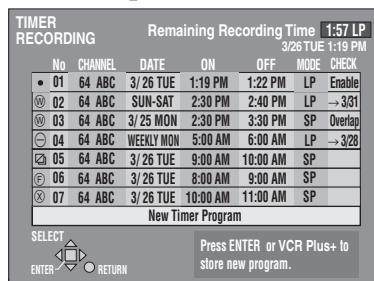 TIMER RECORDING
Remaining Recording Time 1:57 LP
3/26 TUE 1:19 PM
No CHANNEL DATE ON OFF MODE CHECK
● 01 64 ABC 3/26 TUE 1:19 PM 1:22 PM LP Enable
Ⓦ 02 64 ABC SUN-SAT 2:30 PM 2:40 PM LP → 3/31
Ⓦ 03 64 ABC 3/25 MON 2:30 PM 3:30 PM SP Overlap
04 64 ABC WEEKLY MON 5:00 AM 6:00 AM LP → 3/28
05 64 ABC 3/26 TUE 9:00 AM 10:00 AM SP
Ⓕ 06 64 ABC 3/26 TUE 8:00 AM 9:00 AM SP
Ⓧ 07 64 ABC 3/26 TUE 10:00 AM 11:00 AM SP
New Timer Program
SELECT
ENTER RETURN
Press ENTER or VCR Plus+ to
store new program.